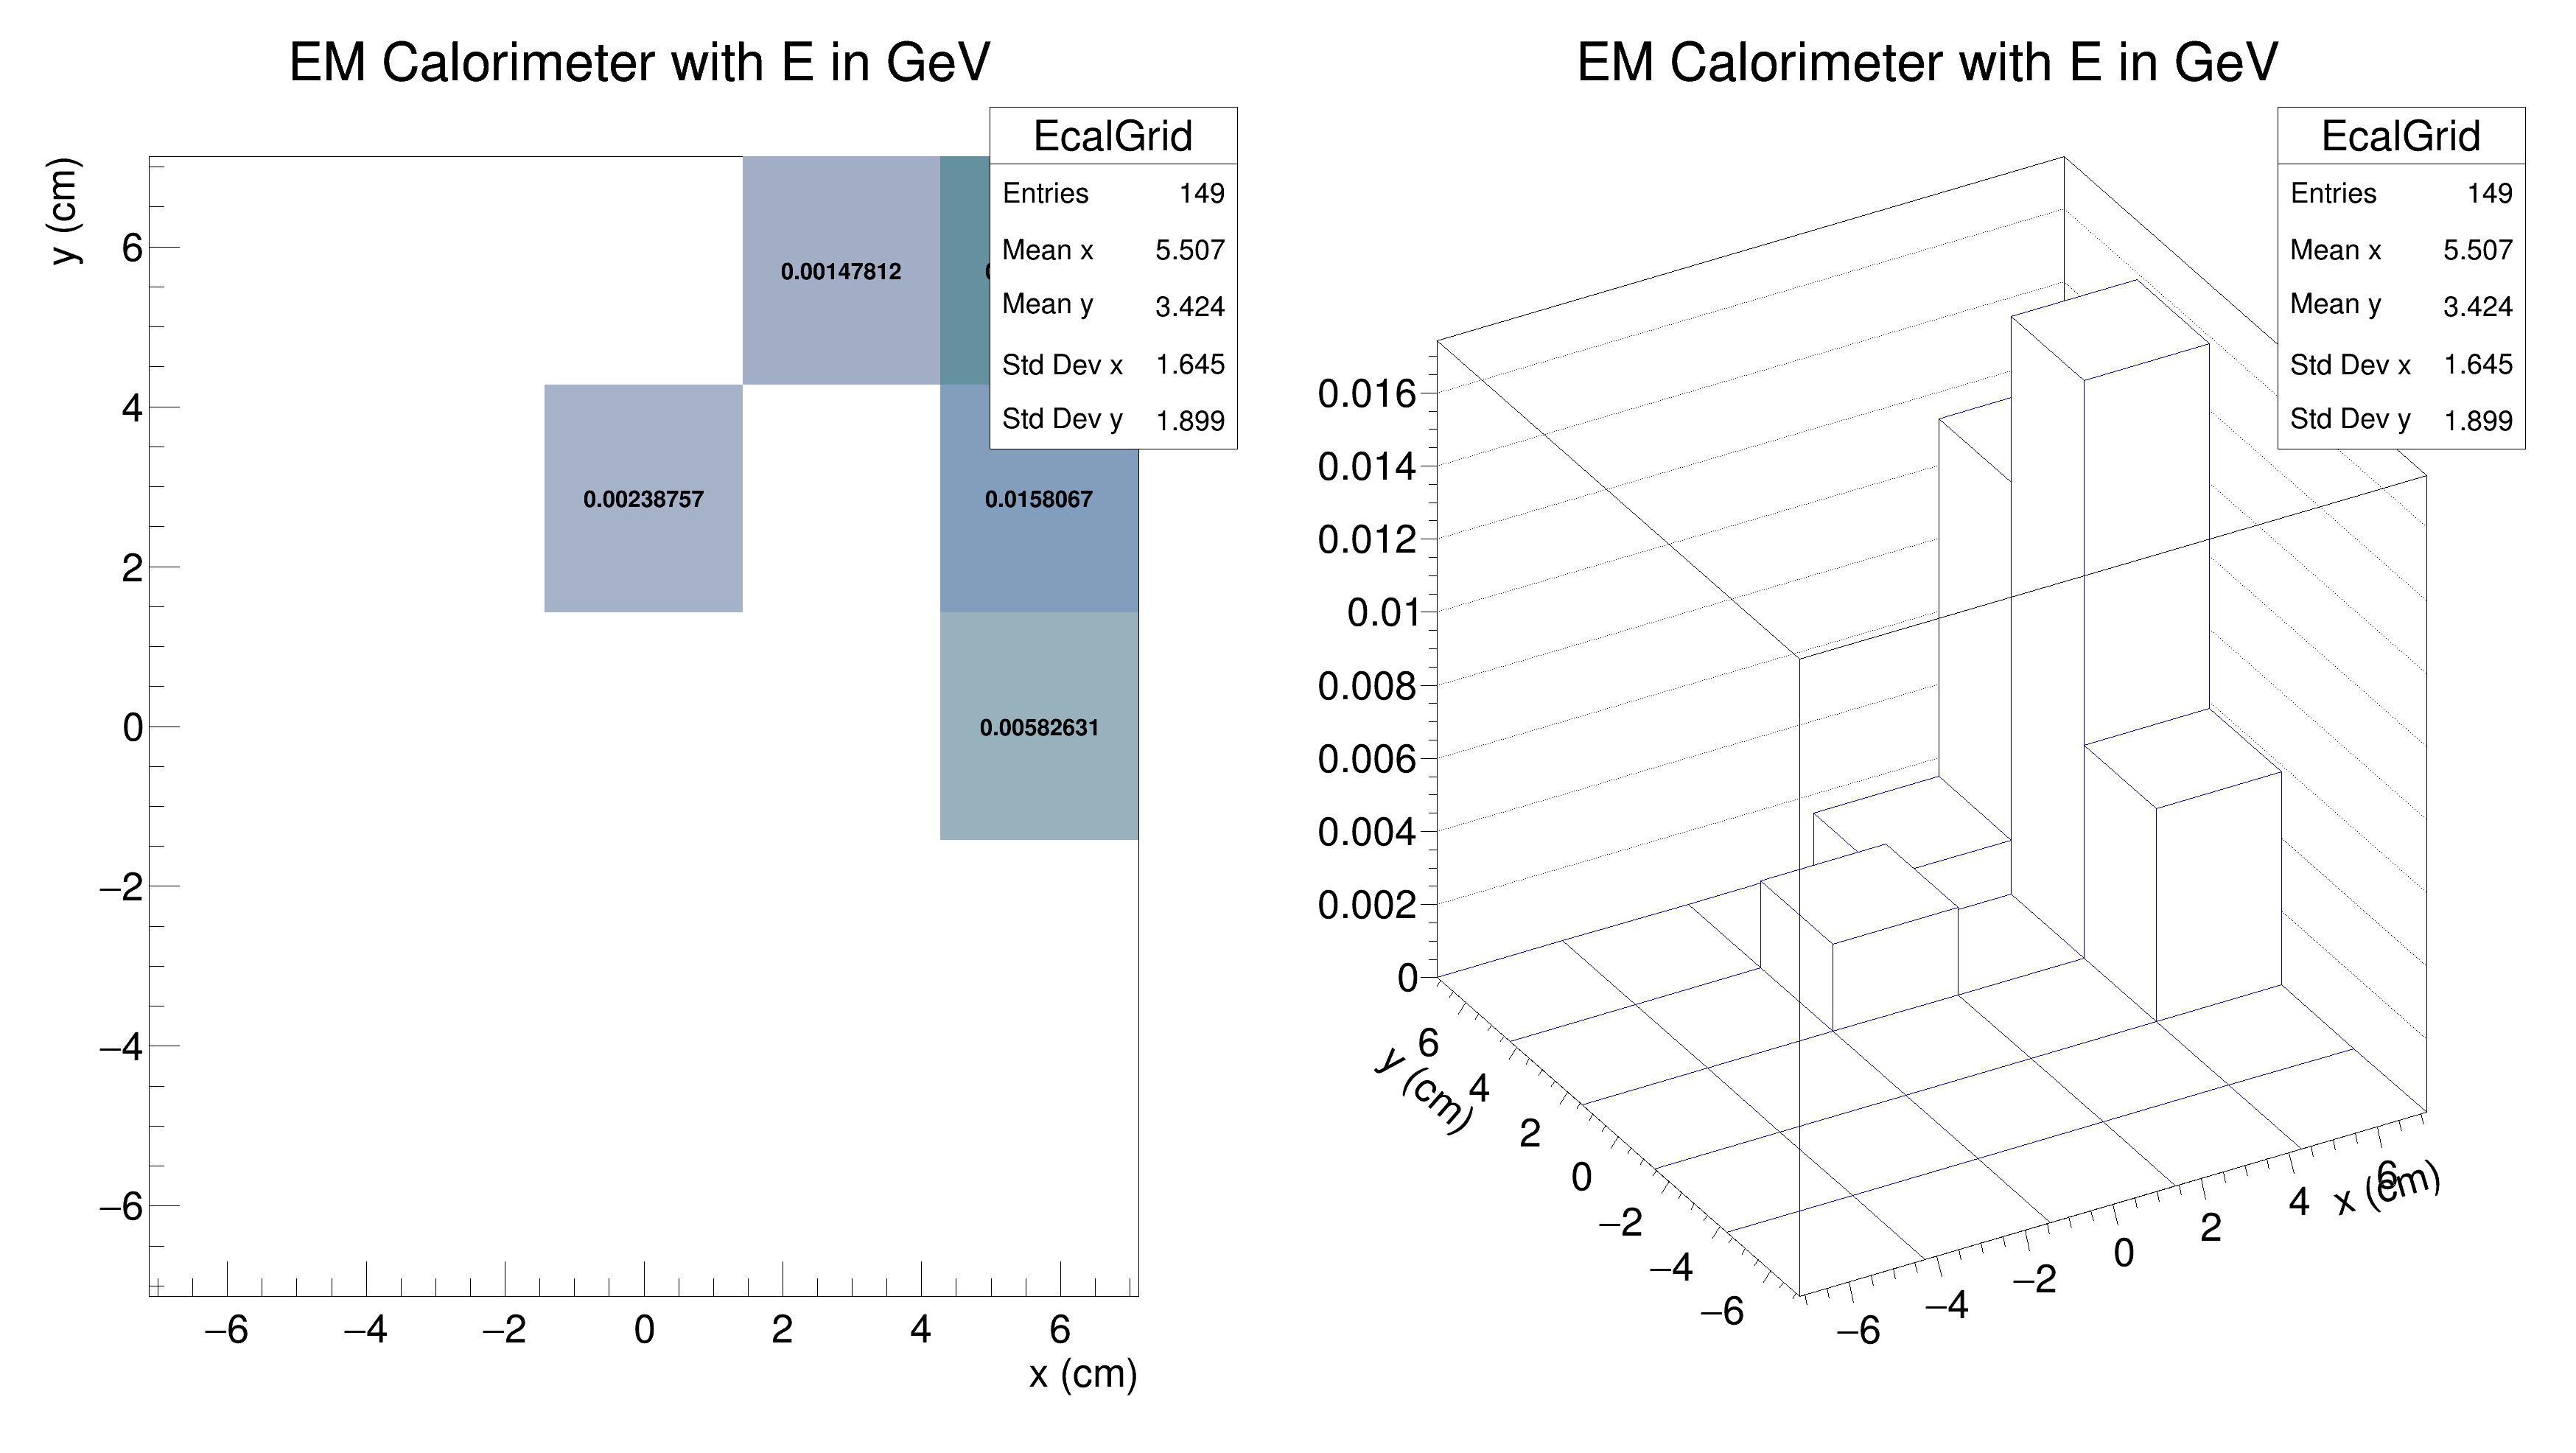 EM Calorimeter with E in GeV
EcalGrid
Entries 149
Mean x 5.507
Mean y 3.424
Std Dev x 1.645
Std Dev y 1.899
y (cm)
6
4
2
0
−2
−4
−6
0.00147812
0.00238757
0.0158067
0.00582631
−6 −4 −2 0 2 4 6
x (cm)
EM Calorimeter with E in GeV
EcalGrid
Entries 149
Mean x 5.507
Mean y 3.424
Std Dev x 1.645
Std Dev y 1.899
0.016
0.014
0.012
0.01
0.008
0.006
0.004
0.002
0
y (cm)
6
4
2
0
−2
−4
−6
−6
−4
−2
0
2
4
6
x (cm)